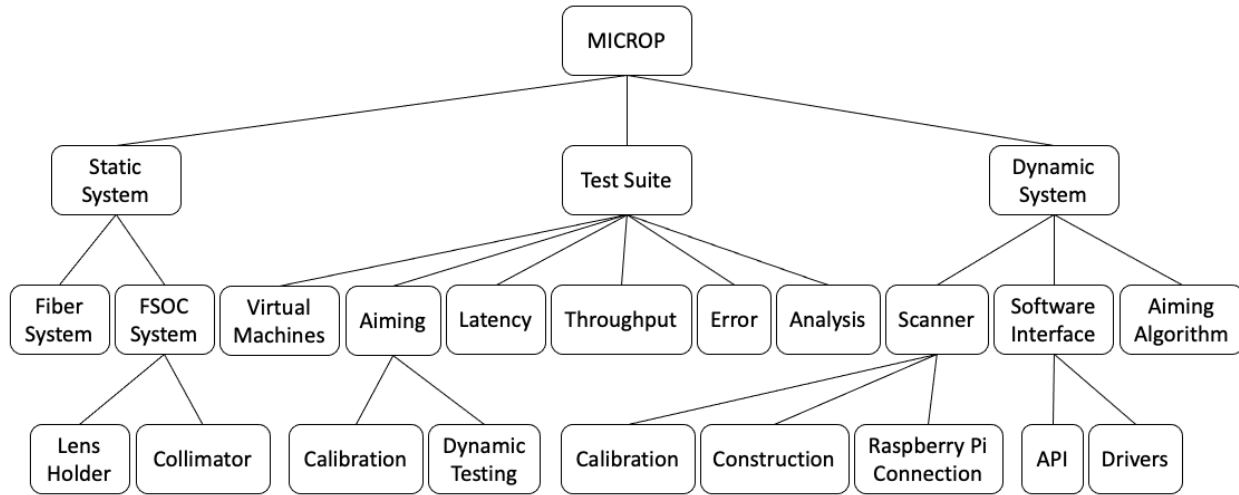 MICROP
Static
System
Test Suite
Dynamic
System
Fiber
System
FSOC
System
Virtual
Machines
Aiming
Latency
Throughput
Error
Analysis
Scanner
Software
Interface
Aiming
Algorithm
Lens
Holder
Collimator
Calibration
Dynamic
Testing
Calibration
Construction
Raspberry Pi
Connection
API
Drivers